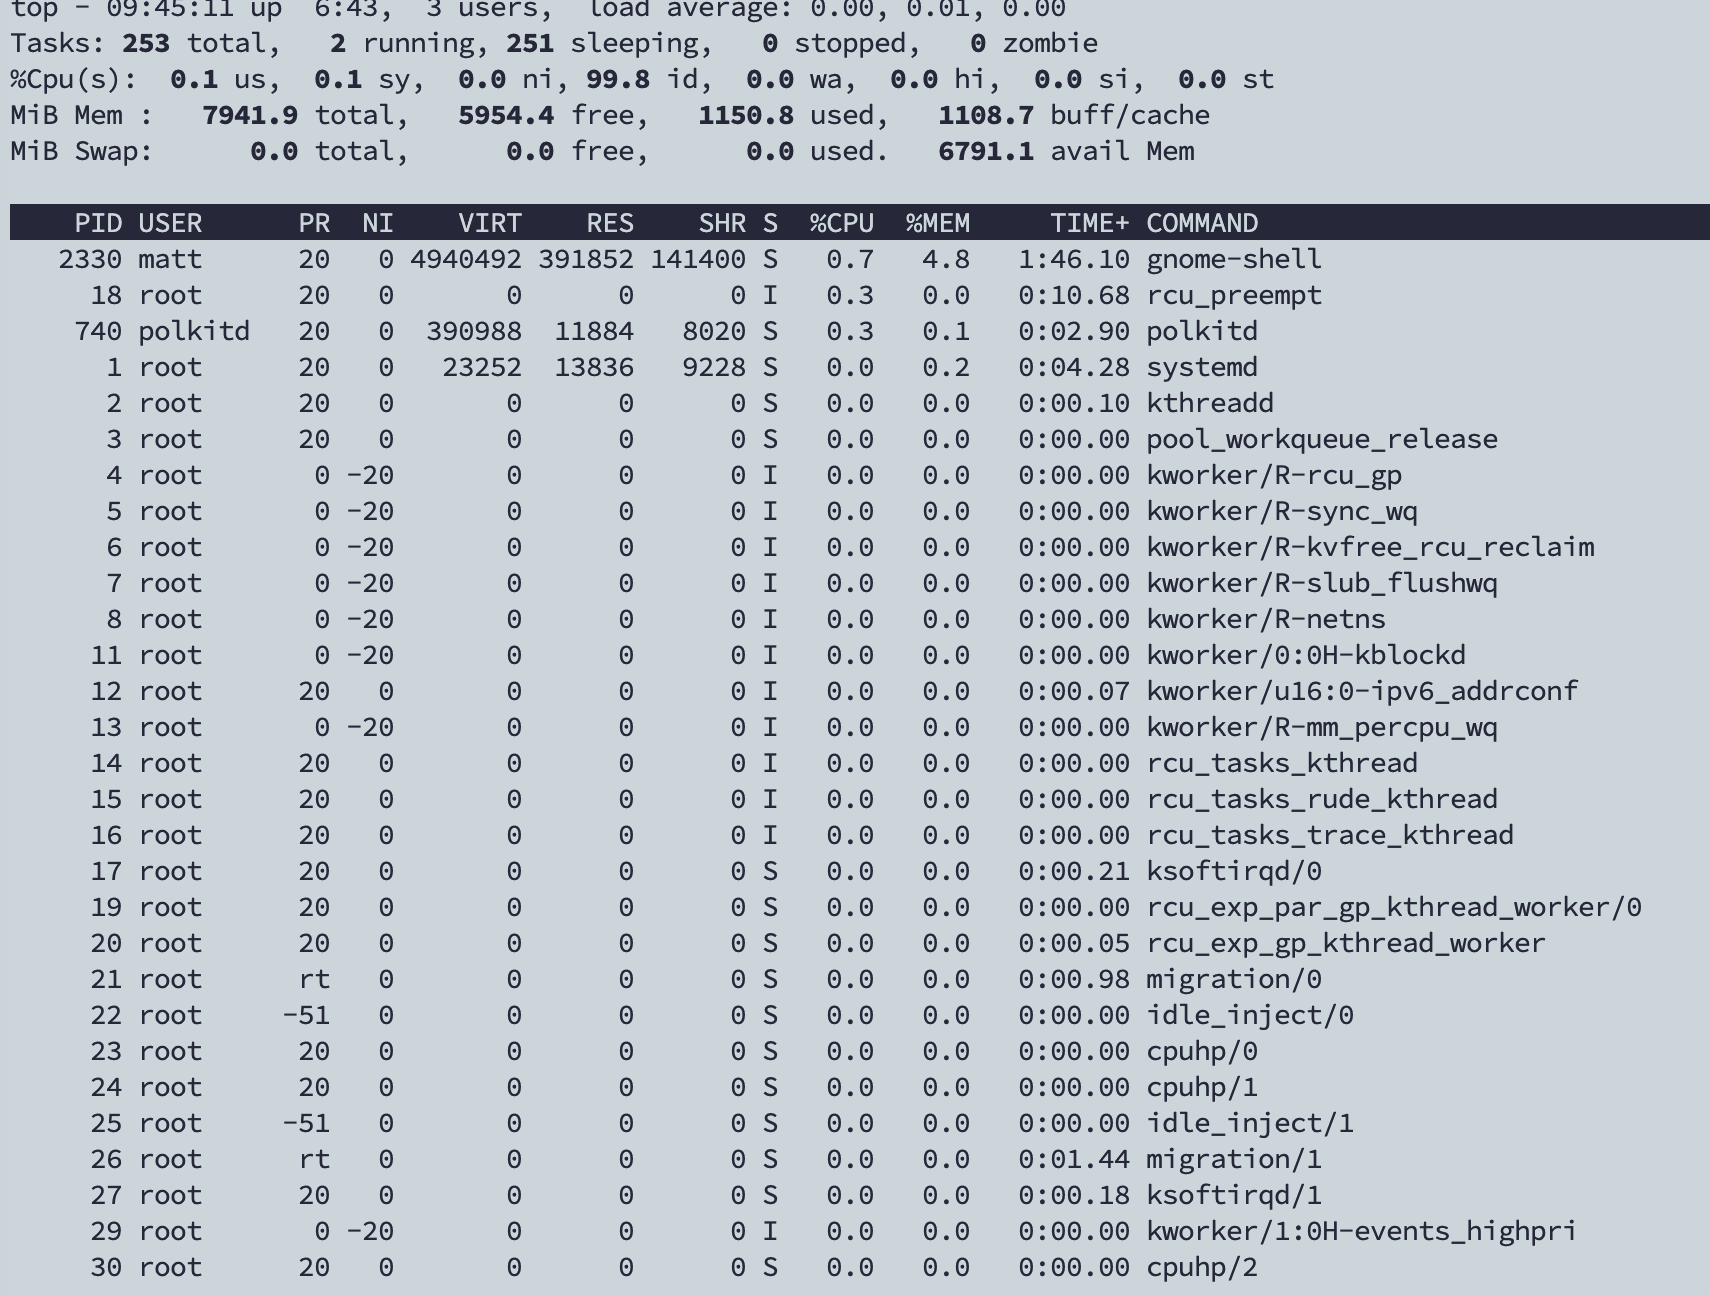 top - 09:45:11 up  6:43,  3 users,  load average: 0.00, 0.01, 0.00
Tasks: 253 total,   2 running, 251 sleeping,   0 stopped,   0 zombie
%Cpu(s):  0.1 us,  0.1 sy,  0.0 ni, 99.8 id,  0.0 wa,  0.0 hi,  0.0 si,  0.0 st
MiB Mem :   7941.9 total,   5954.4 free,   1150.8 used,   1108.7 buff/cache
MiB Swap:      0.0 total,      0.0 free,      0.0 used.   6791.1 avail Mem
    PID USER      PR  NI    VIRT    RES    SHR S  %CPU  %MEM     TIME+ COMMAND
   2330 matt      20   0 4940492 391852 141400 S   0.7   4.8   1:46.10 gnome-shell
     18 root      20   0       0      0      0 I   0.3   0.0   0:10.68 rcu_preempt
    740 polkitd   20   0  390988  11884   8020 S   0.3   0.1   0:02.90 polkitd
      1 root      20   0   23252  13836   9228 S   0.0   0.2   0:04.28 systemd
      2 root      20   0       0      0      0 S   0.0   0.0   0:00.10 kthreadd
      3 root      20   0       0      0      0 S   0.0   0.0   0:00.00 pool_workqueue_release
      4 root       0 -20       0      0      0 I   0.0   0.0   0:00.00 kworker/R-rcu_gp
      5 root       0 -20       0      0      0 I   0.0   0.0   0:00.00 kworker/R-sync_wq
      6 root       0 -20       0      0      0 I   0.0   0.0   0:00.00 kworker/R-kvfree_rcu_reclaim
      7 root       0 -20       0      0      0 I   0.0   0.0   0:00.00 kworker/R-slub_flushwq
      8 root       0 -20       0      0      0 I   0.0   0.0   0:00.00 kworker/R-netns
     11 root       0 -20       0      0      0 I   0.0   0.0   0:00.00 kworker/0:0H-kblockd
     12 root      20   0       0      0      0 I   0.0   0.0   0:00.07 kworker/u16:0-ipv6_addrconf
     13 root       0 -20       0      0      0 I   0.0   0.0   0:00.00 kworker/R-mm_percpu_wq
     14 root      20   0       0      0      0 I   0.0   0.0   0:00.00 rcu_tasks_kthread
     15 root      20   0       0      0      0 I   0.0   0.0   0:00.00 rcu_tasks_rude_kthread
     16 root      20   0       0      0      0 I   0.0   0.0   0:00.00 rcu_tasks_trace_kthread
     17 root      20   0       0      0      0 S   0.0   0.0   0:00.21 ksoftirqd/0
     19 root      20   0       0      0      0 S   0.0   0.0   0:00.00 rcu_exp_par_gp_kthread_worker/0
     20 root      20   0       0      0      0 S   0.0   0.0   0:00.05 rcu_exp_gp_kthread_worker
     21 root      rt   0       0      0      0 S   0.0   0.0   0:00.98 migration/0
     22 root     -51   0       0      0      0 S   0.0   0.0   0:00.00 idle_inject/0
     23 root      20   0       0      0      0 S   0.0   0.0   0:00.00 cpuhp/0
     24 root      20   0       0      0      0 S   0.0   0.0   0:00.00 cpuhp/1
     25 root     -51   0       0      0      0 S   0.0   0.0   0:00.00 idle_inject/1
     26 root      rt   0       0      0      0 S   0.0   0.0   0:01.44 migration/1
     27 root      20   0       0      0      0 S   0.0   0.0   0:00.18 ksoftirqd/1
     29 root       0 -20       0      0      0 I   0.0   0.0   0:00.00 kworker/1:0H-events_highpri
     30 root      20   0       0      0      0 S   0.0   0.0   0:00.00 cpuhp/2